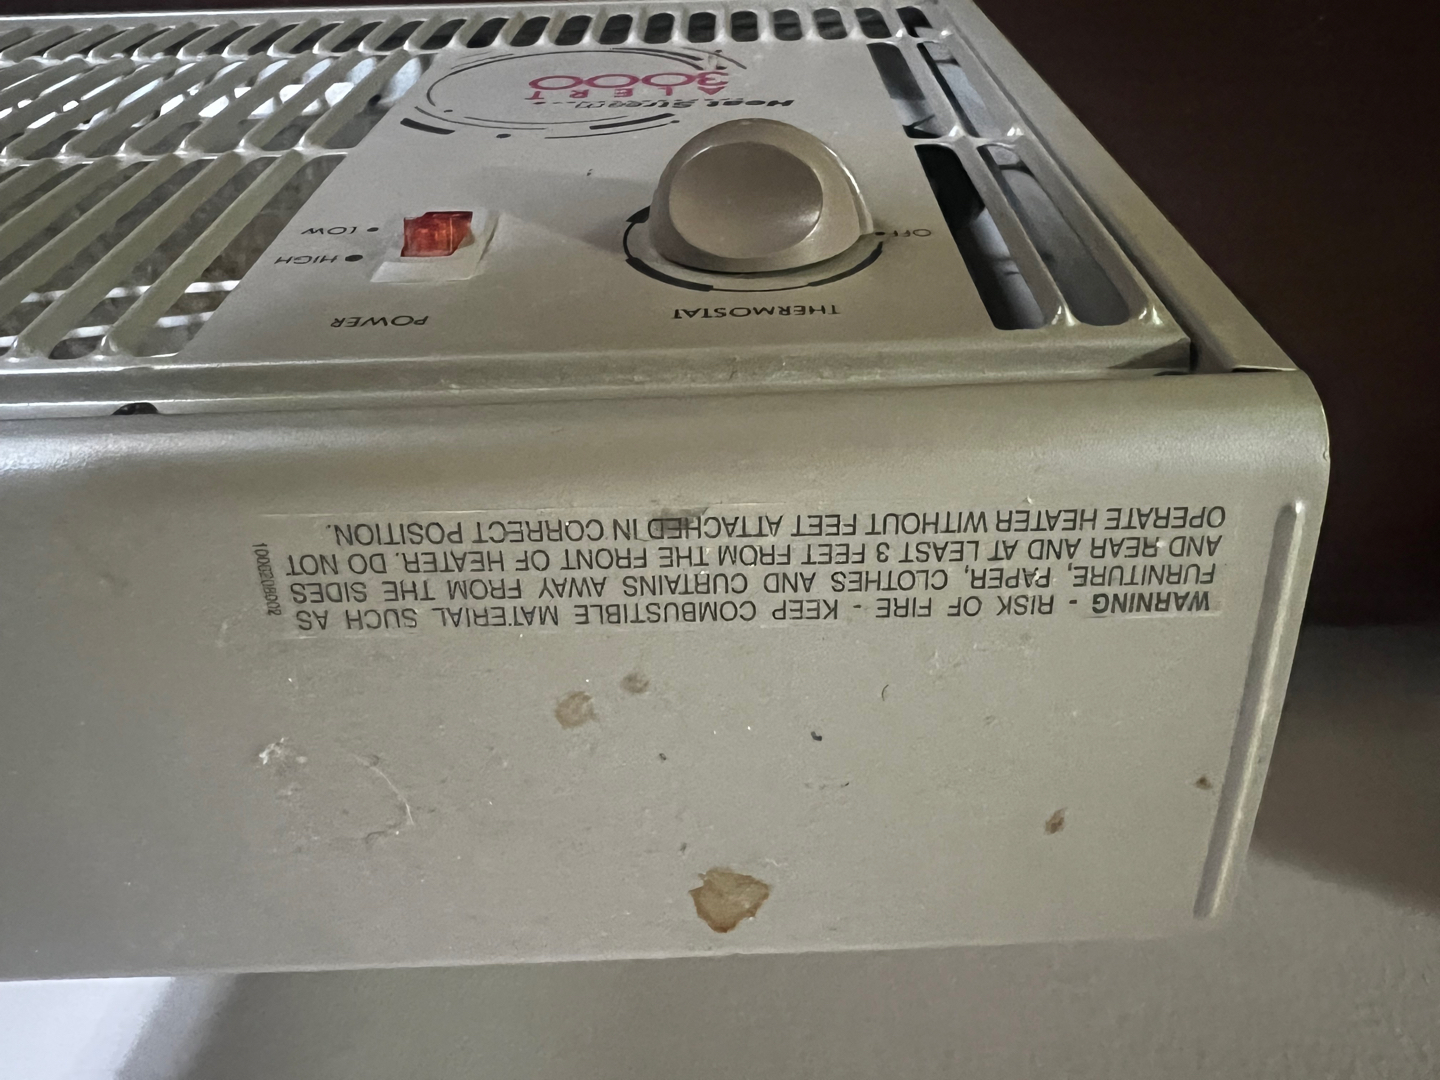 WARNING - RISK OF FIRE - KEEP COMBUSTIBLE MATERIAL SUCH AS
FURNITURE, PAPER, CLOTHES AND CURTAINS AWAY FROM THE SIDES
AND REAR AND AT LEAST 3 FEET FROM THE FRONT OF HEATER. DO NOT
OPERATE HEATER WITHOUT FEET ATTACHED IN CORRECT POSITION.
THERMOSTAT
POWER
OFF
HIGH
LOW
Heat Stream
ALERT
3000